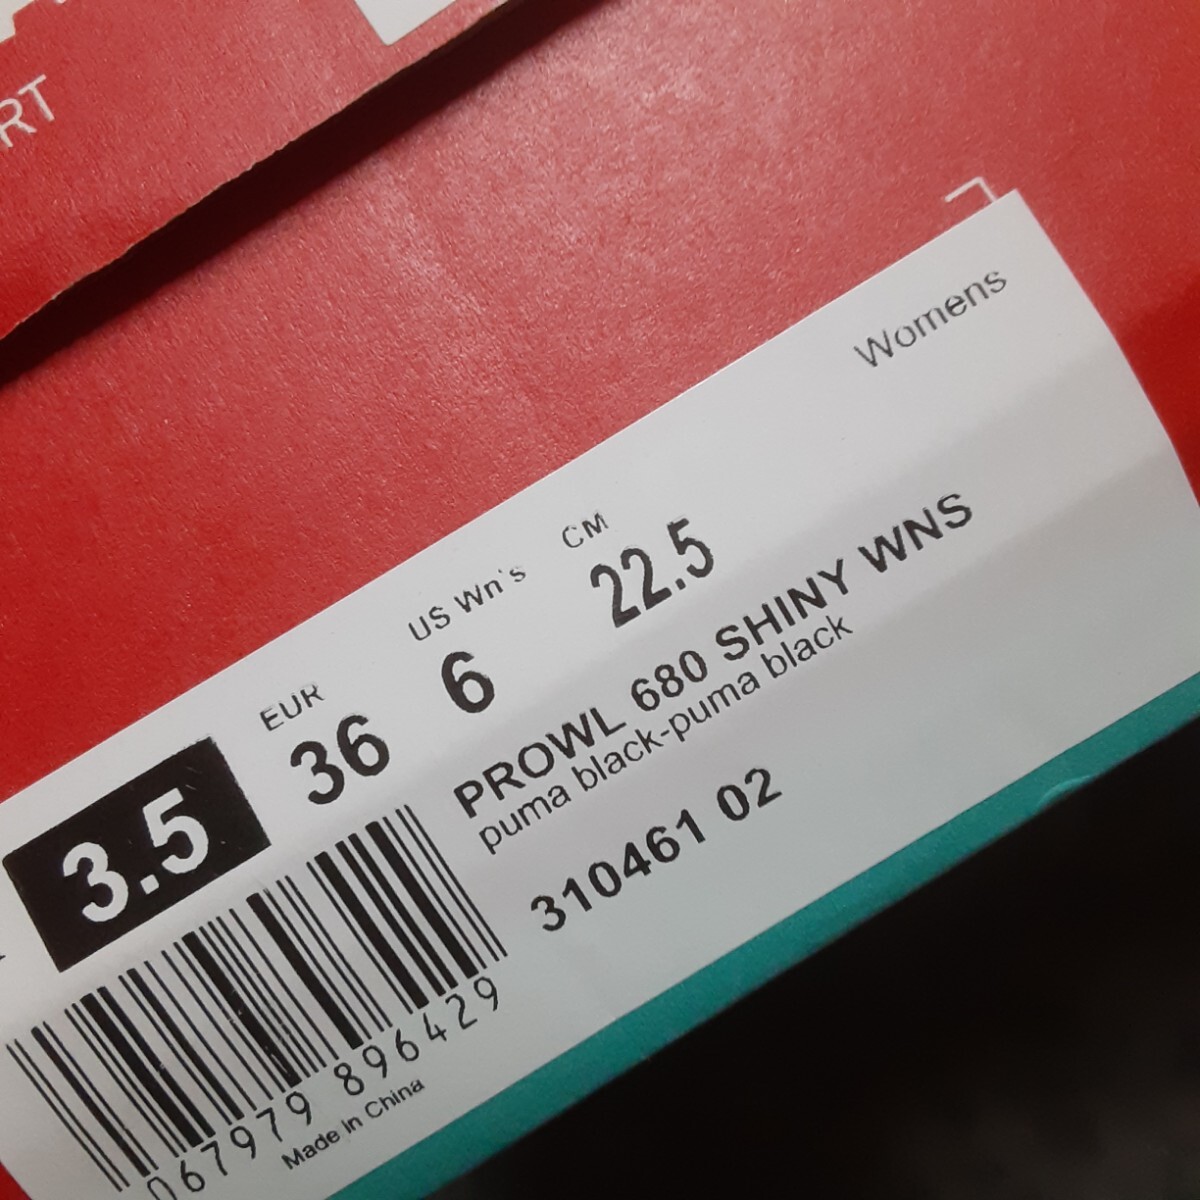 RT
Womens
EUR US Wn's CM
3.5 36 6 22.5
PROWL 680 SHINY WNS
puma black-puma black
310461 02
067979 896429
Made in China